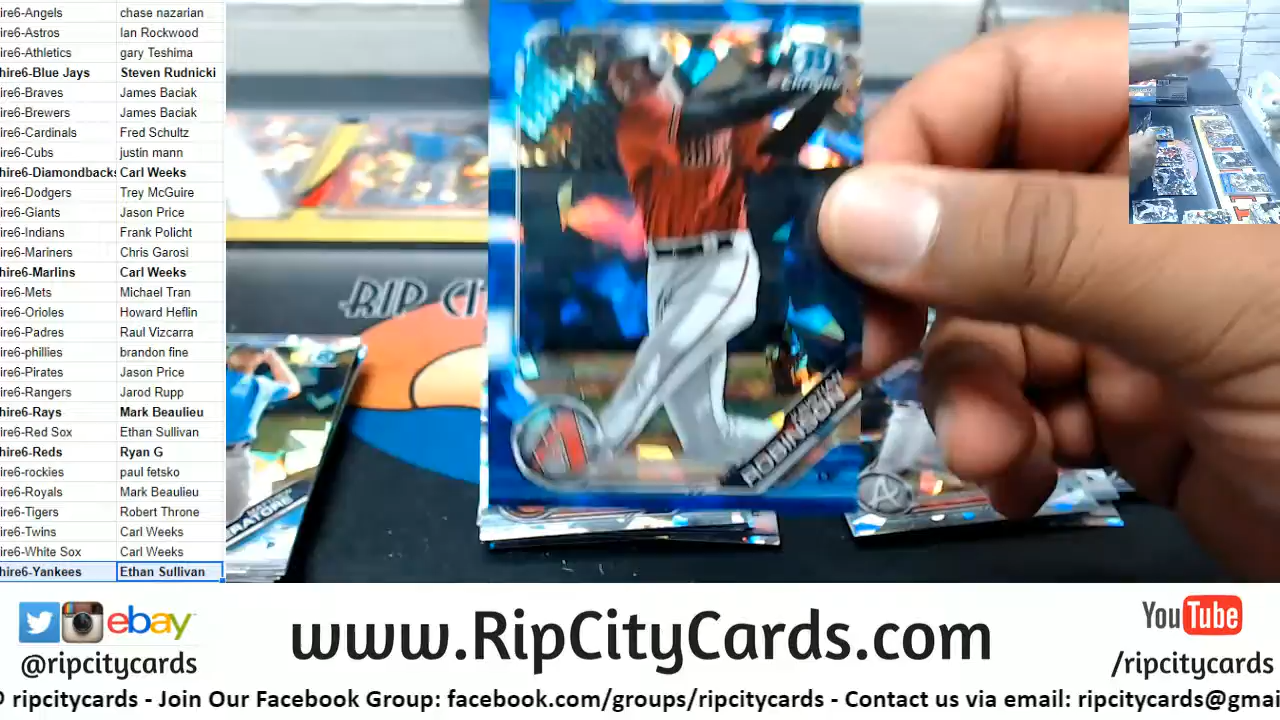 ire6-Angels chase nazarian
ire6-Astros Ian Rockwood
ire6-Athletics gary Teshima
hire6-Blue Jays Steven Rudnicki
ire6-Braves James Baciak
ire6-Brewers James Baciak
ire6-Cardinals Fred Schultz
ire6-Cubs justin mann
hire6-Diamondbacks Carl Weeks
ire6-Dodgers Trey McGuire
ire6-Giants Jason Price
ire6-Indians Frank Policht
ire6-Mariners Chris Garosi
hire6-Marlins Carl Weeks
ire6-Mets Michael Tran
ire6-Orioles Howard Heflin
ire6-Padres Raul Vizcarra
ire6-phillies brandon fine
ire6-Pirates Jason Price
ire6-Rangers Jarod Rupp
hire6-Rays Mark Beaulieu
ire6-Red Sox Ethan Sullivan
hire6-Reds Ryan G
ire6-rockies paul fetsko
ire6-Royals Mark Beaulieu
ire6-Tigers Robert Throne
ire6-Twins Carl Weeks
ire6-White Sox Carl Weeks
hire6-Yankees Ethan Sullivan
RIP CI
ROBINSON
ebay
@ripcitycards
www.RipCityCards.com
YouTube
/ripcitycards
ripcitycards - Join Our Facebook Group: facebook.com/groups/ripcitycards - Contact us via email: ripcitycards@gmai